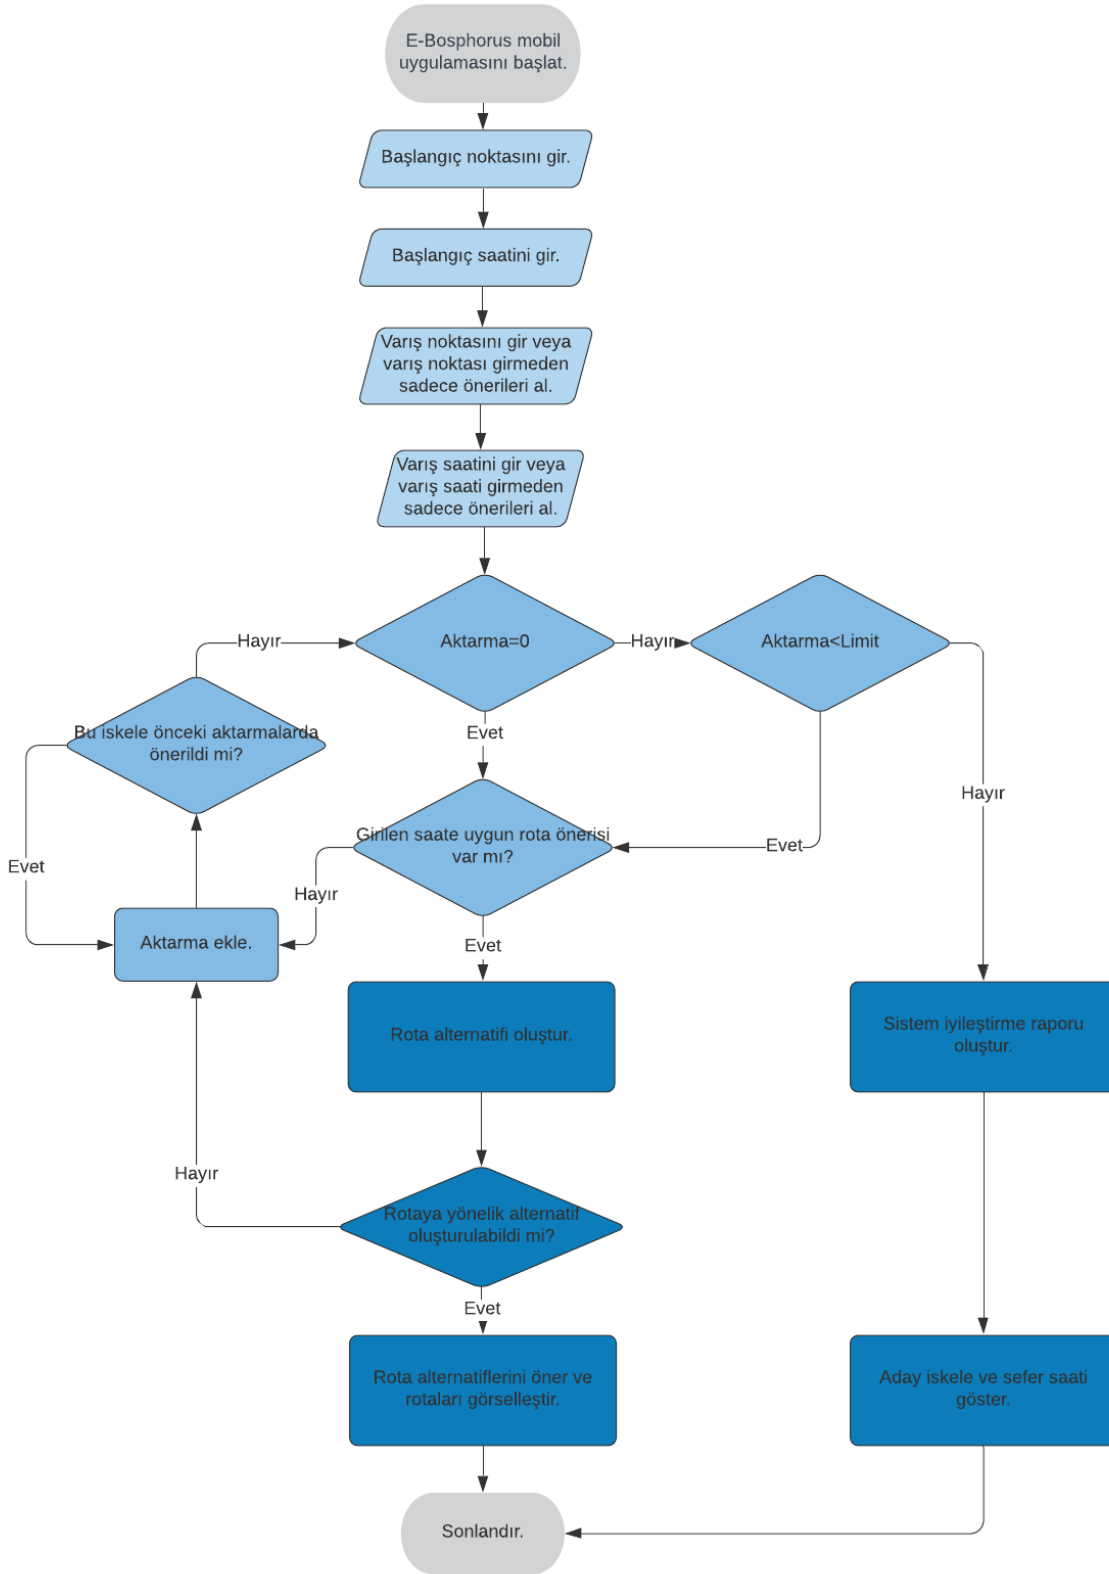 E-Bosphorus mobil
uygulamasını başlat.
Başlangıç noktasını gir.
Başlangıç saatini gir.
Varış noktasını gir veya
varış noktası girmeden
sadece önerileri al.
Varış saatini gir veya
varış saati girmeden
sadece önerileri al.
Hayır
Aktarma=0
Hayır
Aktarma<Limit
Bu iskele önceki aktarmalarda
önerildi mi?
Evet
Hayır
Girilen saate uygun rota önerisi
var mı?
Evet
Evet
Hayır
Aktarma ekle.
Evet
Rota alternatifi oluştur.
Sistem iyileştirme raporu
oluştur.
Hayır
Rotaya yönelik alternatif
oluşturulabildi mi?
Evet
Rota alternatiflerini öner ve
rotaları görselleştir.
Aday iskele ve sefer saati
göster.
Sonlandır.